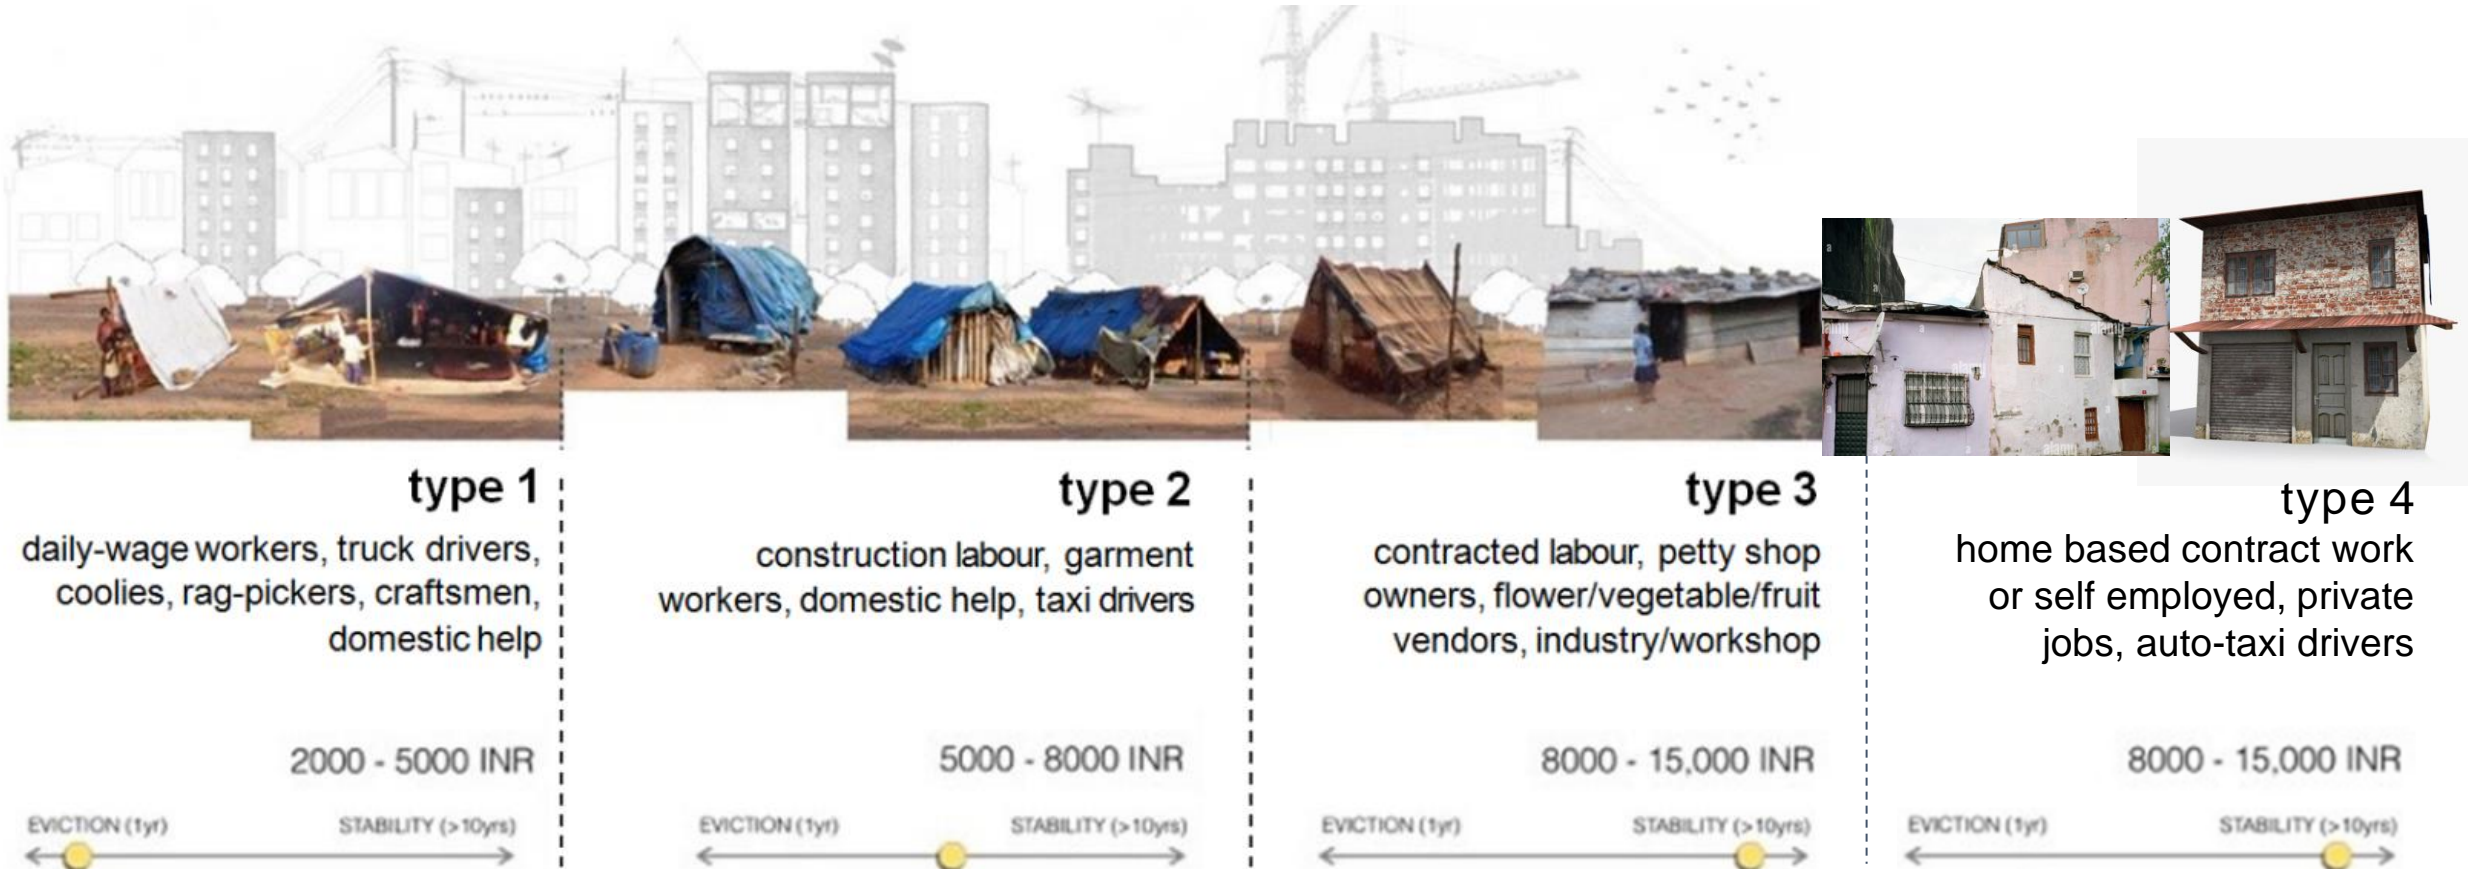 type 1
daily-wage workers, truck drivers,
coolies, rag-pickers, craftsmen,
domestic help
2000 - 5000 INR
EVICTION (1yr) STABILITY (>10yrs)
type 2
construction labour, garment
workers, domestic help, taxi drivers
5000 - 8000 INR
EVICTION (1yr) STABILITY (>10yrs)
type 3
contracted labour, petty shop
owners, flower/vegetable/fruit
vendors, industry/workshop
8000 - 15,000 INR
EVICTION (1yr) STABILITY (>10yrs)
alamy
alamy
alamy
type 4
home based contract work
or self employed, private
jobs, auto-taxi drivers
8000 - 15,000 INR
EVICTION (1yr) STABILITY (>10yrs)